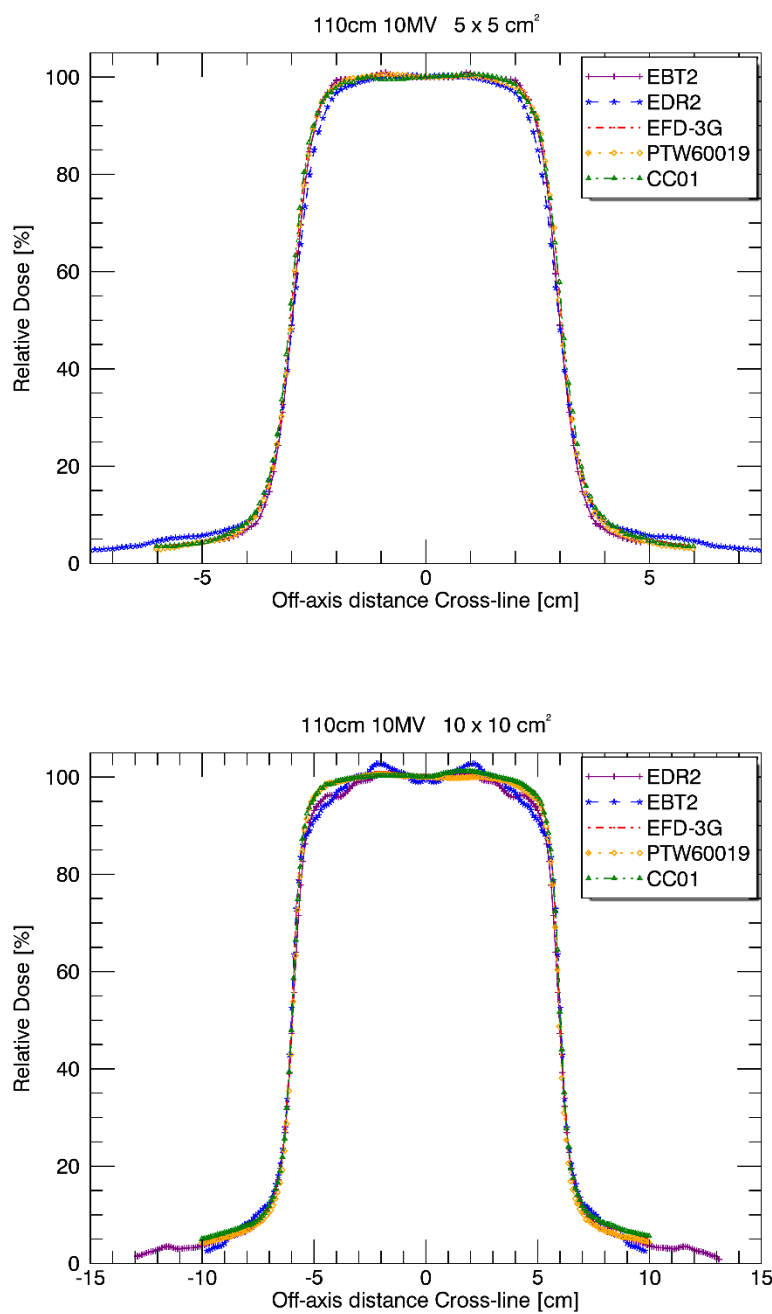 110cm 10MV 5 x 5 cm²
EBT2
EDR2
EFD-3G
PTW60019
CC01
100
80
60
40
20
0
Relative Dose [%]
-5 0 5
Off-axis distance Cross-line [cm]
110cm 10MV 10 x 10 cm²
EDR2
EBT2
EFD-3G
PTW60019
CC01
100
80
60
40
20
0
Relative Dose [%]
-15 -10 -5 0 5 10 15
Off-axis distance Cross-line [cm]